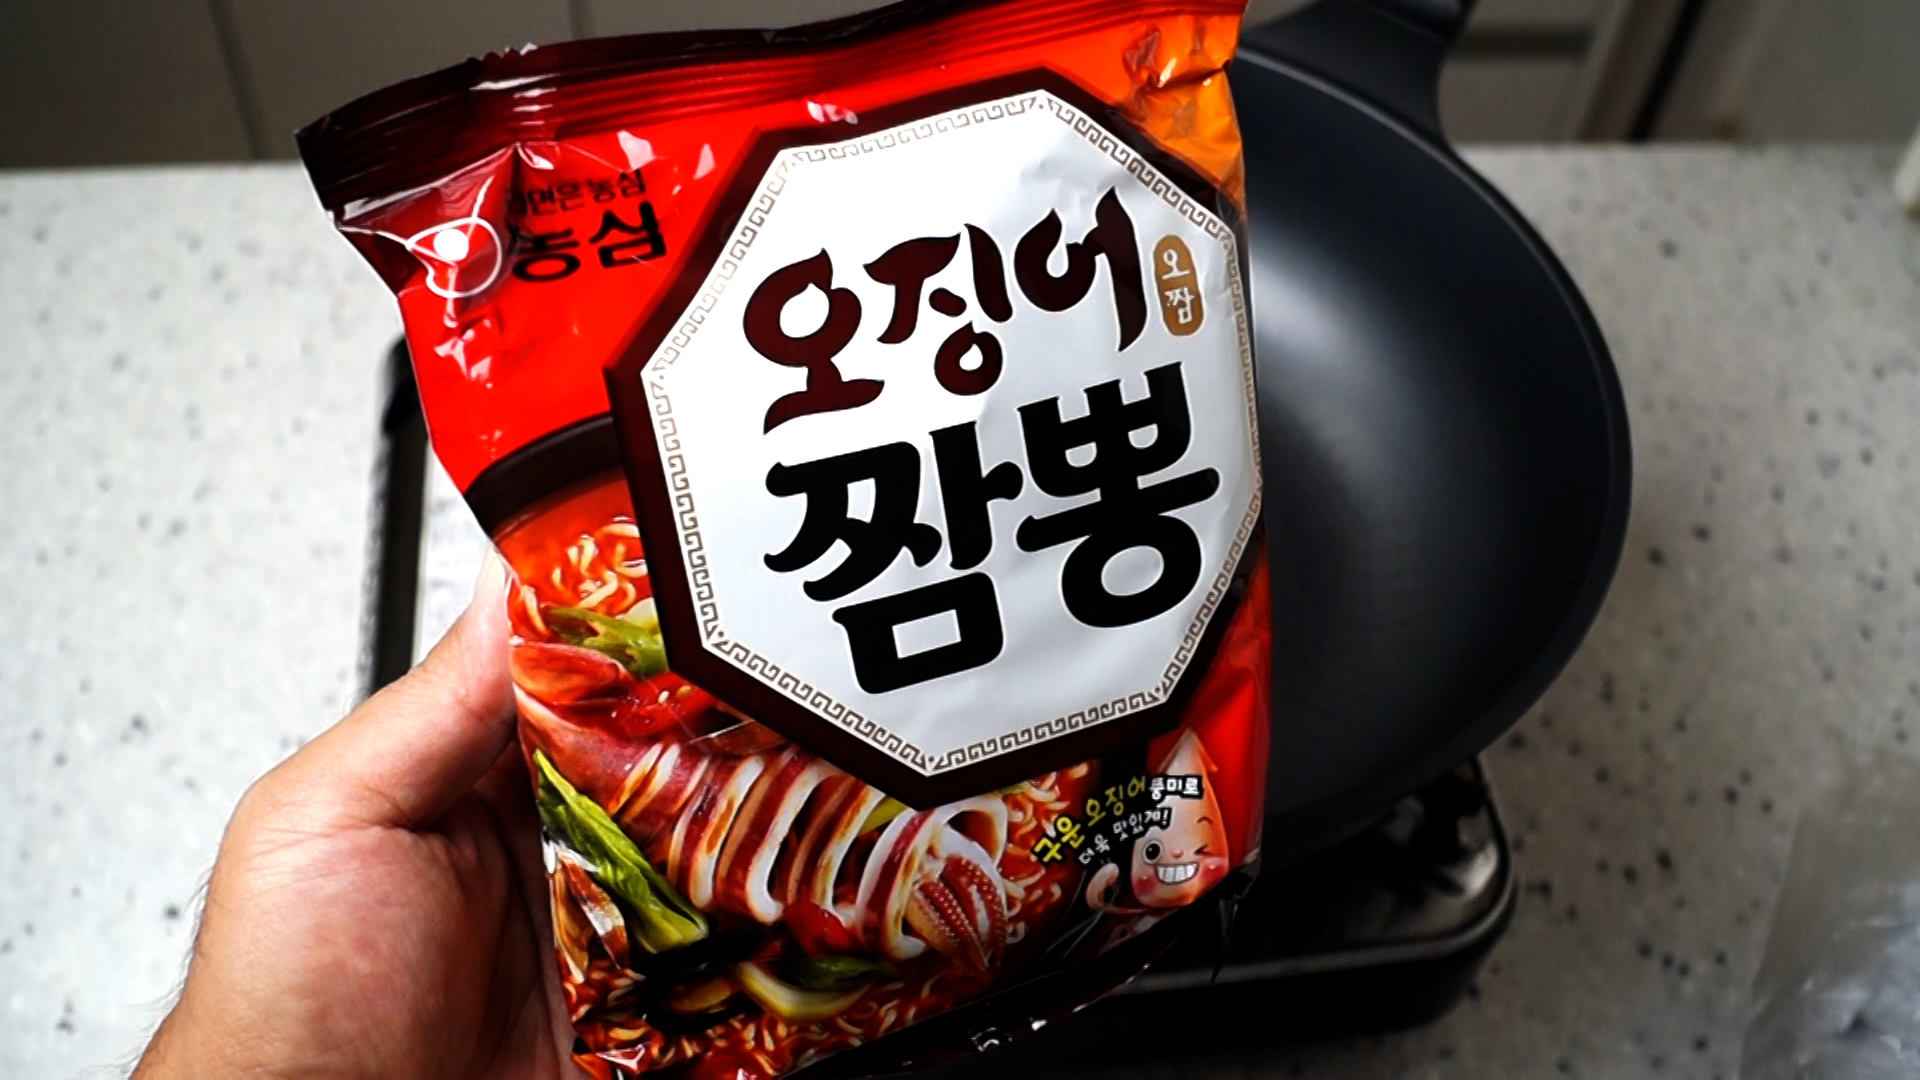 라면은 농심
농심
오징어
오짬
짬뽕
구운 오징어 풍미로
더욱 맛있게!